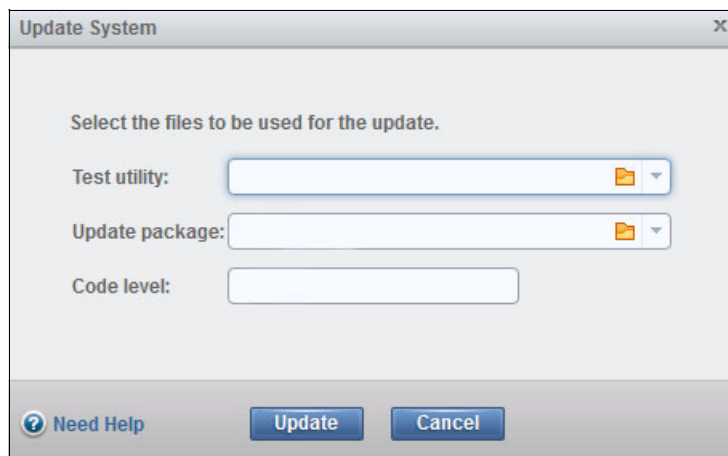 Update System x
Select the files to be used for the update.
Test utility:
Update package:
Code level:
? Need Help Update Cancel